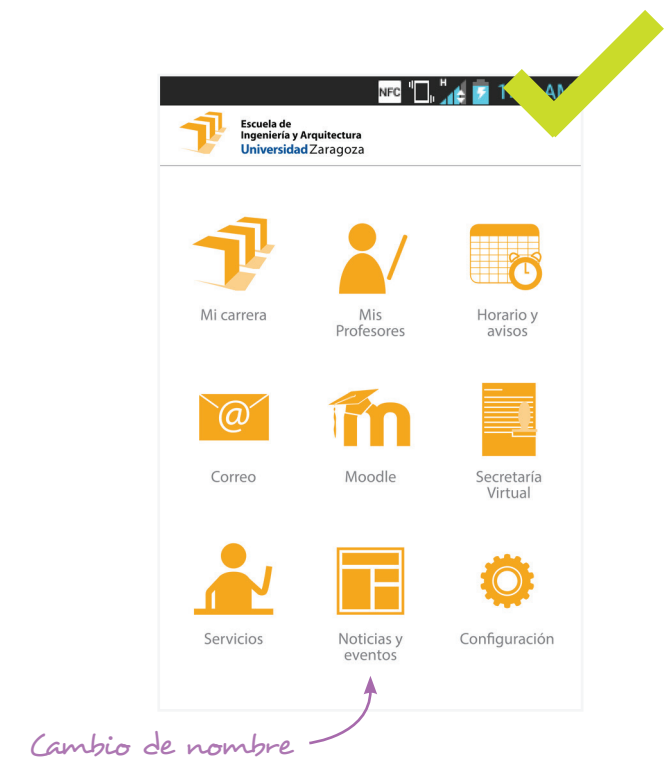 NFC
H
Escuela de
Ingeniería y Arquitectura
Universidad Zaragoza
Mi carrera
Mis
Profesores
Horario y
avisos
@
m
Correo
Moodle
Secretaría
Virtual
Servicios
Noticias y
eventos
Configuración
Cambio de nombre